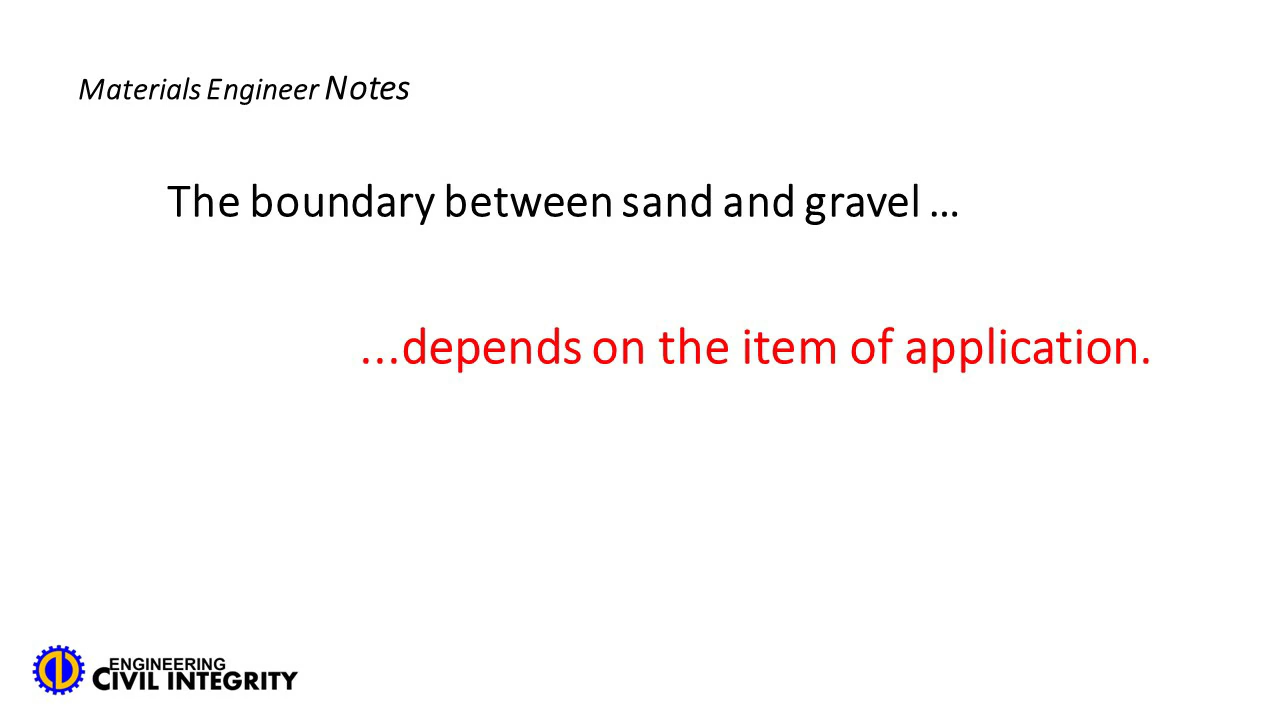 Materials Engineer Notes
The boundary between sand and gravel …
…depends on the item of application.
ENGINEERING
CIVIL INTEGRITY